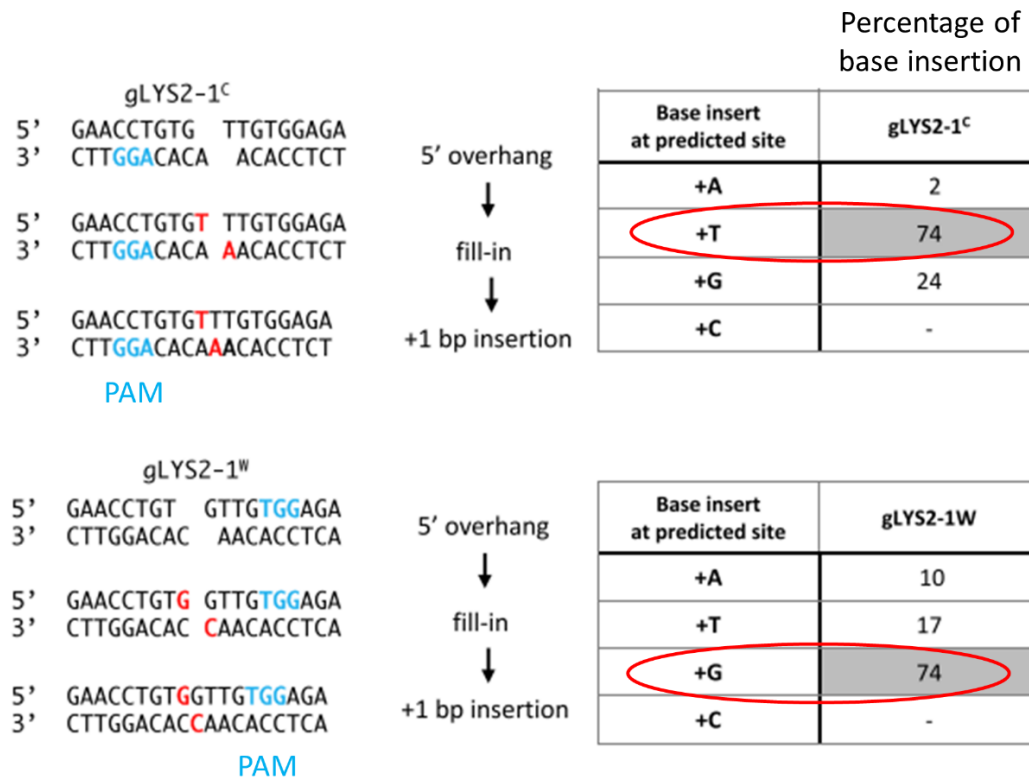 Percentage of
base insertion
gLYS2-1ᶜ
5’ GAACCTGTG TTGTGGAGA
3’ CTTGGACACA ACACCTCT
GAACCTGTGT TTGTGGAGA
5’
3’ CTTGGACACA AACACCTCT
5’ GAACCTGTGTTTGTGGAGA
3’ CTTGGACACAAACACCTCT
PAM
5’ overhang
fill-in
+1 bp insertion
Base insert
at predicted site
gLYS2-1ᶜ
+A 2
+T 74
+G 24
+C -
gLYS2-1ᵂ
5’ GAACCTGT GTTGTGGAGA
3’ CTTGGACAC AACACCTCA
5’ GAACCTGTG GTTGTGGAGA
3’ CTTGGACAC CAACACCTCA
5’ GAACCTGTGGTTGTGGAGA
3’ CTTGGACACCAACACCTCA
PAM
5’ overhang
fill-in
+1 bp insertion
Base insert
at predicted site
gLYS2-1W
+A 10
+T 17
+G 74
+C -